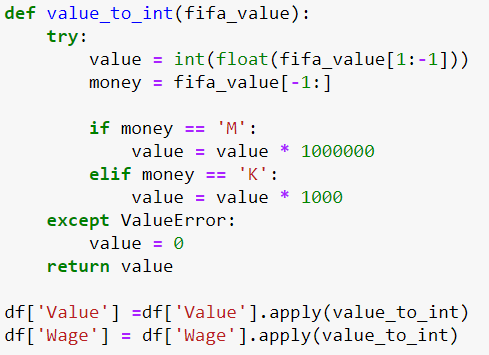 def value_to_int(fifa_value):
    try:
        value = int(float(fifa_value[1:-1]))
        money = fifa_value[-1:]

        if money == 'M':
            value = value * 1000000
        elif money == 'K':
            value = value * 1000
    except ValueError:
        value = 0
    return value

df['Value'] =df['Value'].apply(value_to_int)
df['Wage'] = df['Wage'].apply(value_to_int)